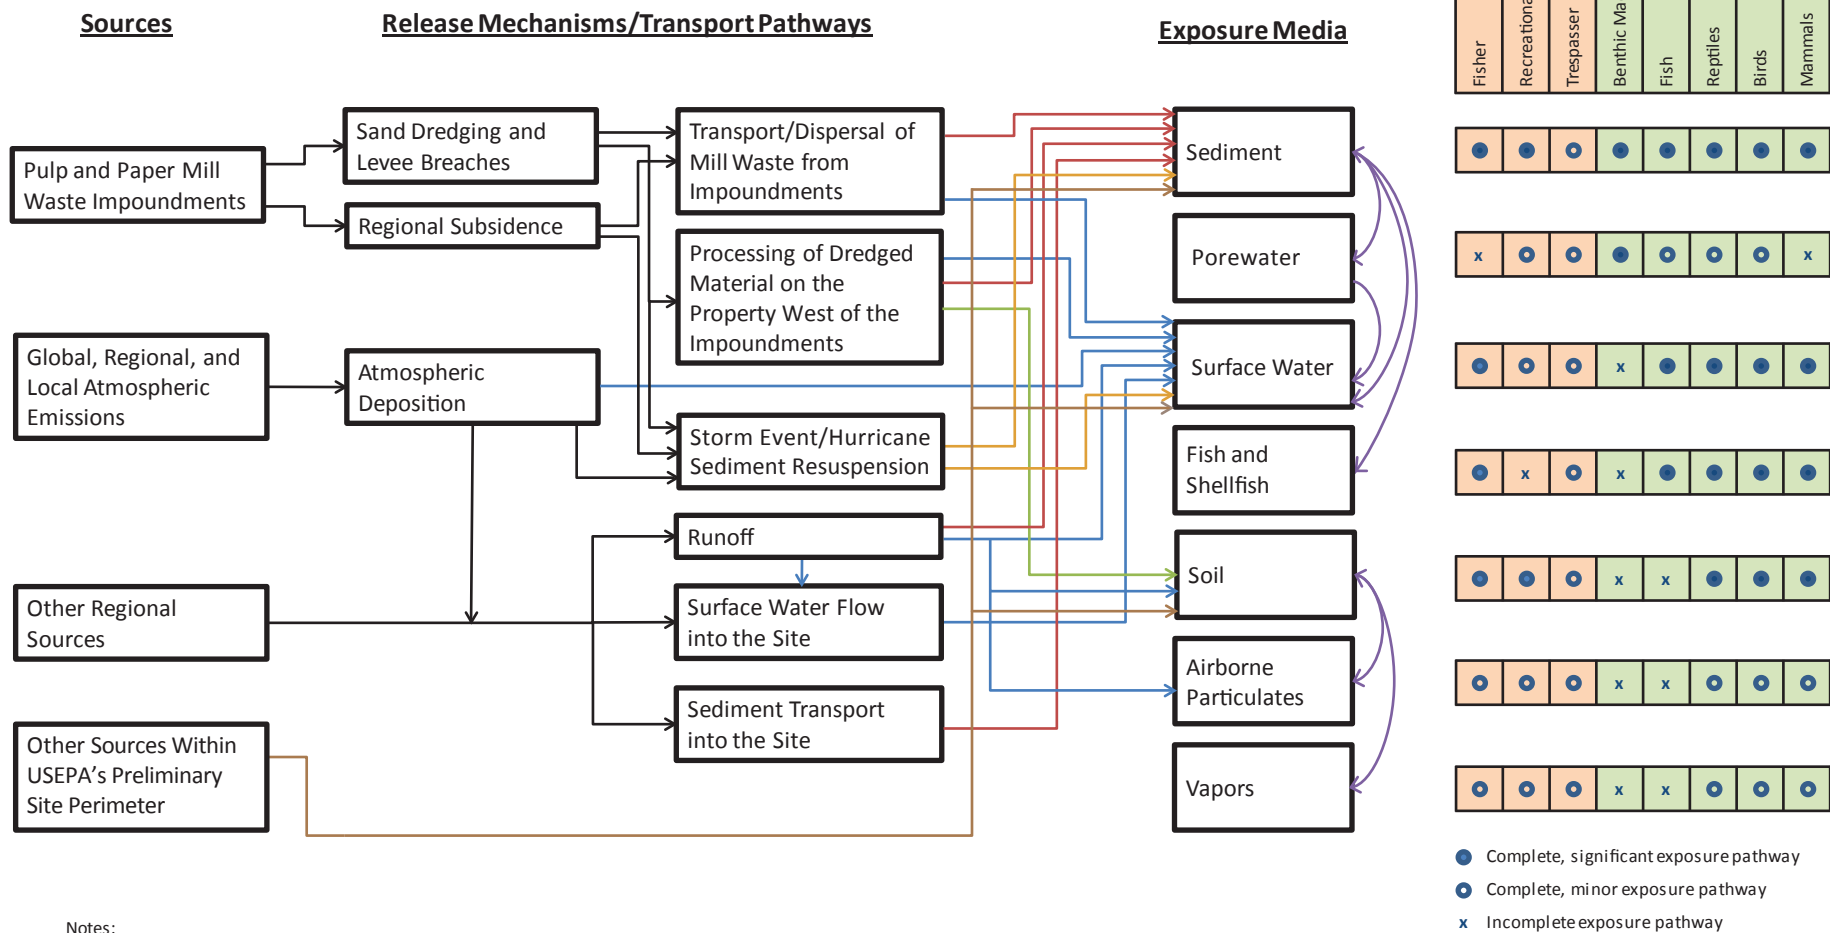 Sources
Release Mechanisms/Transport Pathways
Exposure Media
Fisher
Recreational
Trespasser
Benthic Ma
Fish
Reptiles
Birds
Mammals
Pulp and Paper Mill
Waste Impoundments
Sand Dredging and
Levee Breaches
Regional Subsidence
Transport/Dispersal of
Mill Waste from
Impoundments
Processing of Dredged
Material on the
Property West of the
Impoundments
Global, Regional, and
Local Atmospheric
Emissions
Atmospheric
Deposition
Storm Event/Hurricane
Sediment Resuspension
Runoff
Other Regional
Sources
Surface Water Flow
into the Site
Sediment Transport
into the Site
Other Sources Within
USEPA's Preliminary
Site Perimeter
Sediment
Porewater
x
x
Surface Water
x
Fish and
Shellfish
x
x
Soil
x
x
Airborne
Particulates
x
x
Vapors
x
x
Complete, significant exposure pathway
Complete, minor exposure pathway
x Incomplete exposure pathway
Notes: